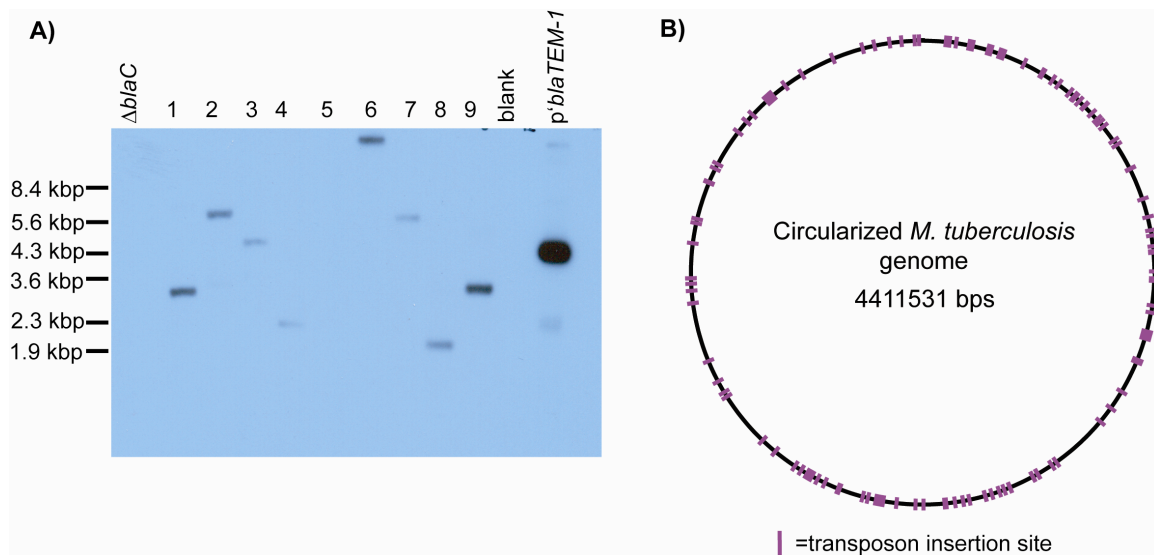 A)
ΔblaC
1
2
3
4
5
6
7
8
9
blank
p'blaTEM-1
8.4 kbp
5.6 kbp
4.3 kbp
3.6 kbp
2.3 kbp
1.9 kbp
B)
Circularized M. tuberculosis
genome
4411531 bps
=transposon insertion site